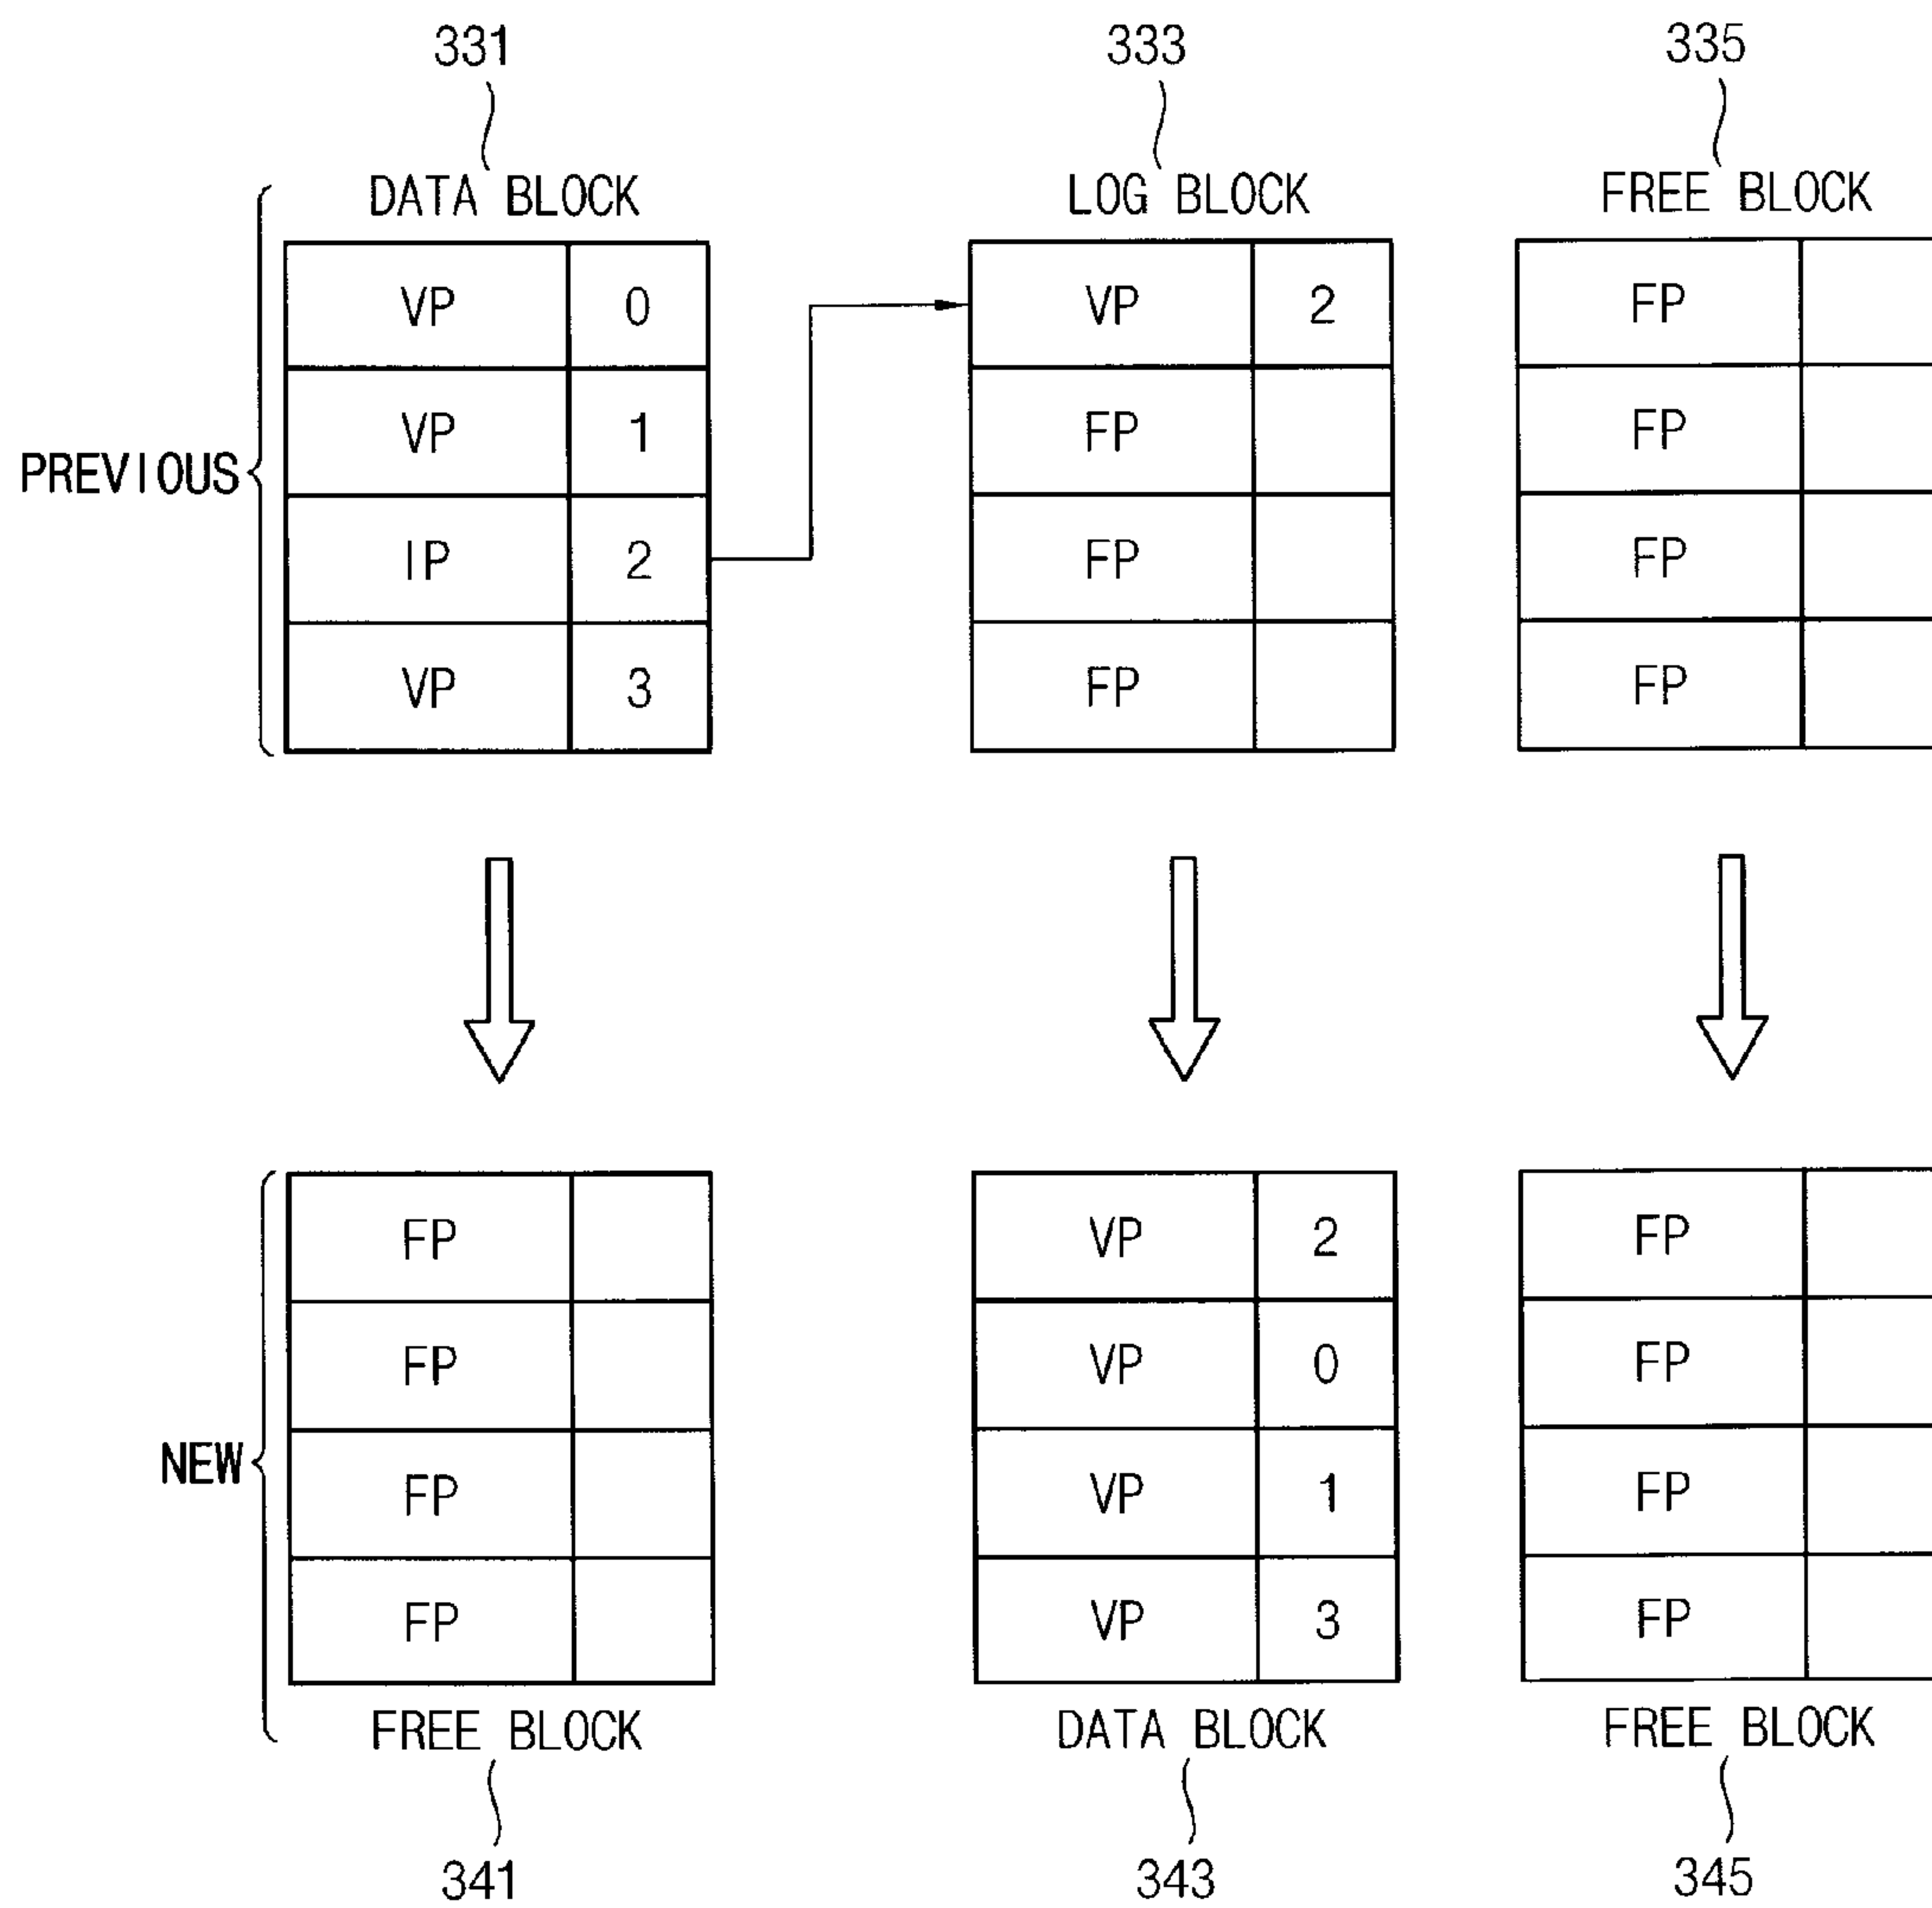 331 333 335
DATA BLOCK LOG BLOCK FREE BLOCK
VP 0 VP 2 FP
VP 1 FP FP
PREVIOUS
IP 2 FP FP
VP 3 FP FP
FP VP 2 FP
FP VP 0 FP
NEW
FP VP 1 FP
FP VP 3 FP
FREE BLOCK DATA BLOCK FREE BLOCK
341 343 345